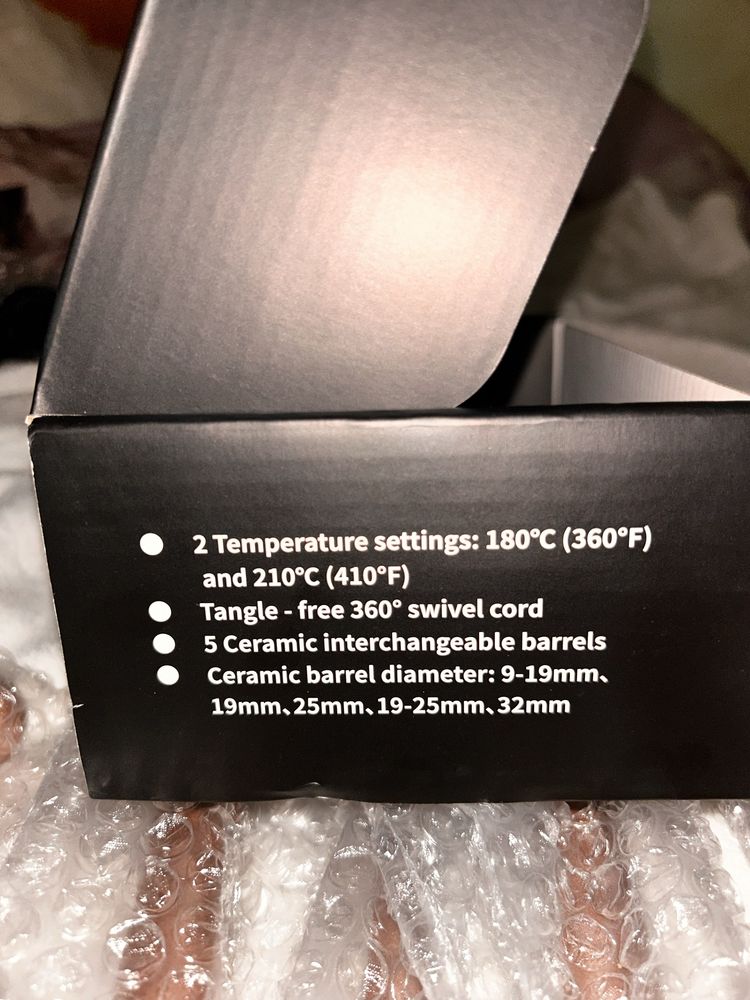 ● 2 Temperature settings: 180℃ (360°F)
and 210℃ (410°F)
● Tangle - free 360° swivel cord
● 5 Ceramic interchangeable barrels
● Ceramic barrel diameter: 9-19mm、
19mm、25mm、19-25mm、32mm